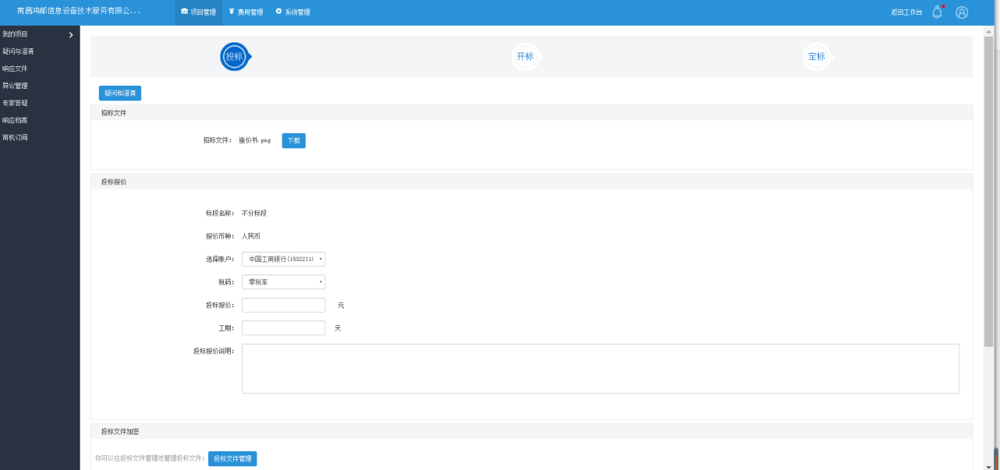 南昌鸿邮信息设备技术服务有限公...
项目管理
¥ 费用管理
系统管理
返回工作台
我的项目
疑问与澄清
响应文件
异议管理
专家答疑
响应档案
商机订阅
投标
开标
定标
疑问和澄清
招标文件
招标文件： 造价书.png 下载
投标报价
标段名称： 不分标段
报价币种： 人民币
选择账户： 中国工商银行(1502211(
税码： 零税率
投标报价： 元
工期： 天
投标报价说明：
投标文件加密
你可以在投标文件管理处管理投标文件： 投标文件管理